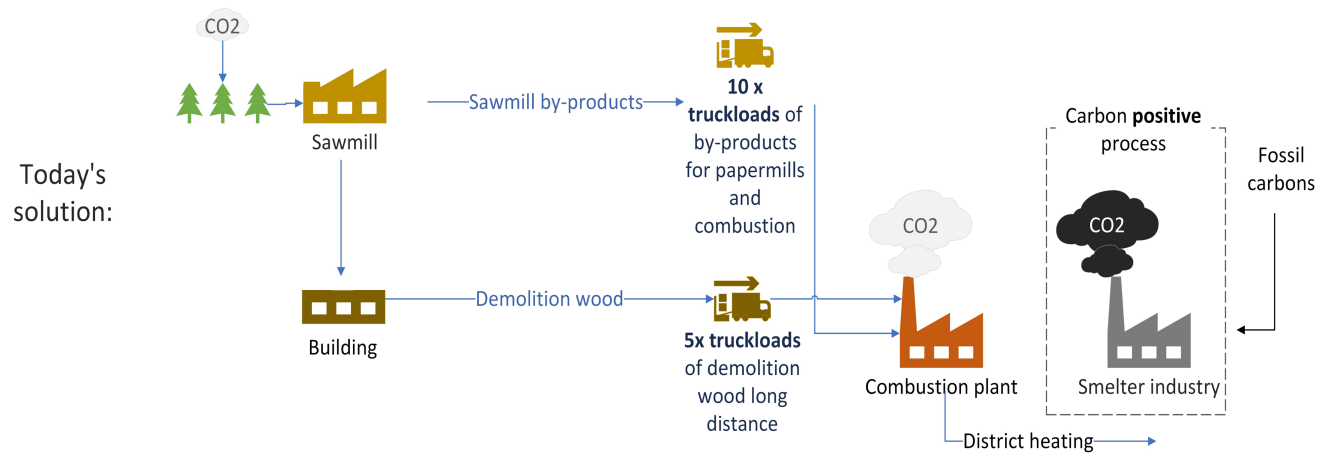 CO2
Sawmill
Today's
solution:
Sawmill by-products
10 x
truckloads of
by-products
for papermills
and
combustion
Building
Demolition wood
5x truckloads
of demolition
wood long
distance
CO2
Combustion plant
District heating
Carbon positive
process
CO2
Smelter industry
Fossil
carbons